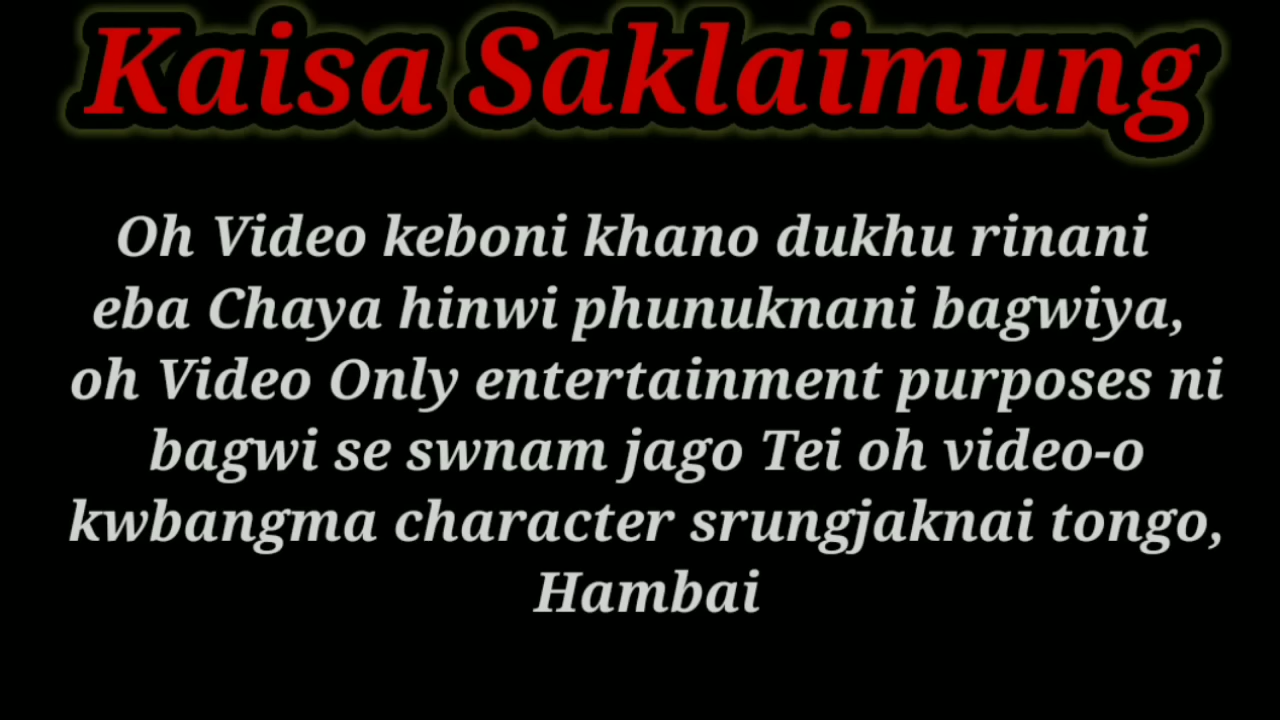 Kaisa Saklaimung
Oh Video keboni khano dukhu rinani
eba Chaya hinwi phunuknani bagwiya,
oh Video Only entertainment purposes ni
bagwi se swnam jago Tei oh video-o
kwbangma character srungjaknai tongo,
Hambai